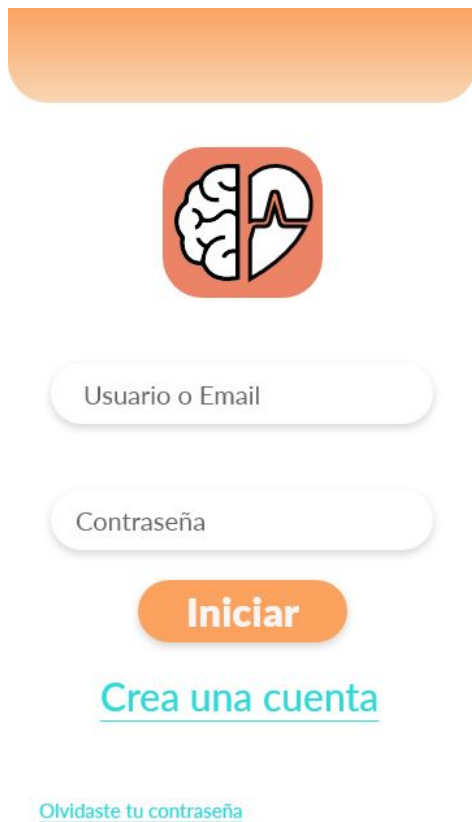 Usuario o Email
Contraseña
Iniciar
Crea una cuenta
Olvidaste tu contraseña